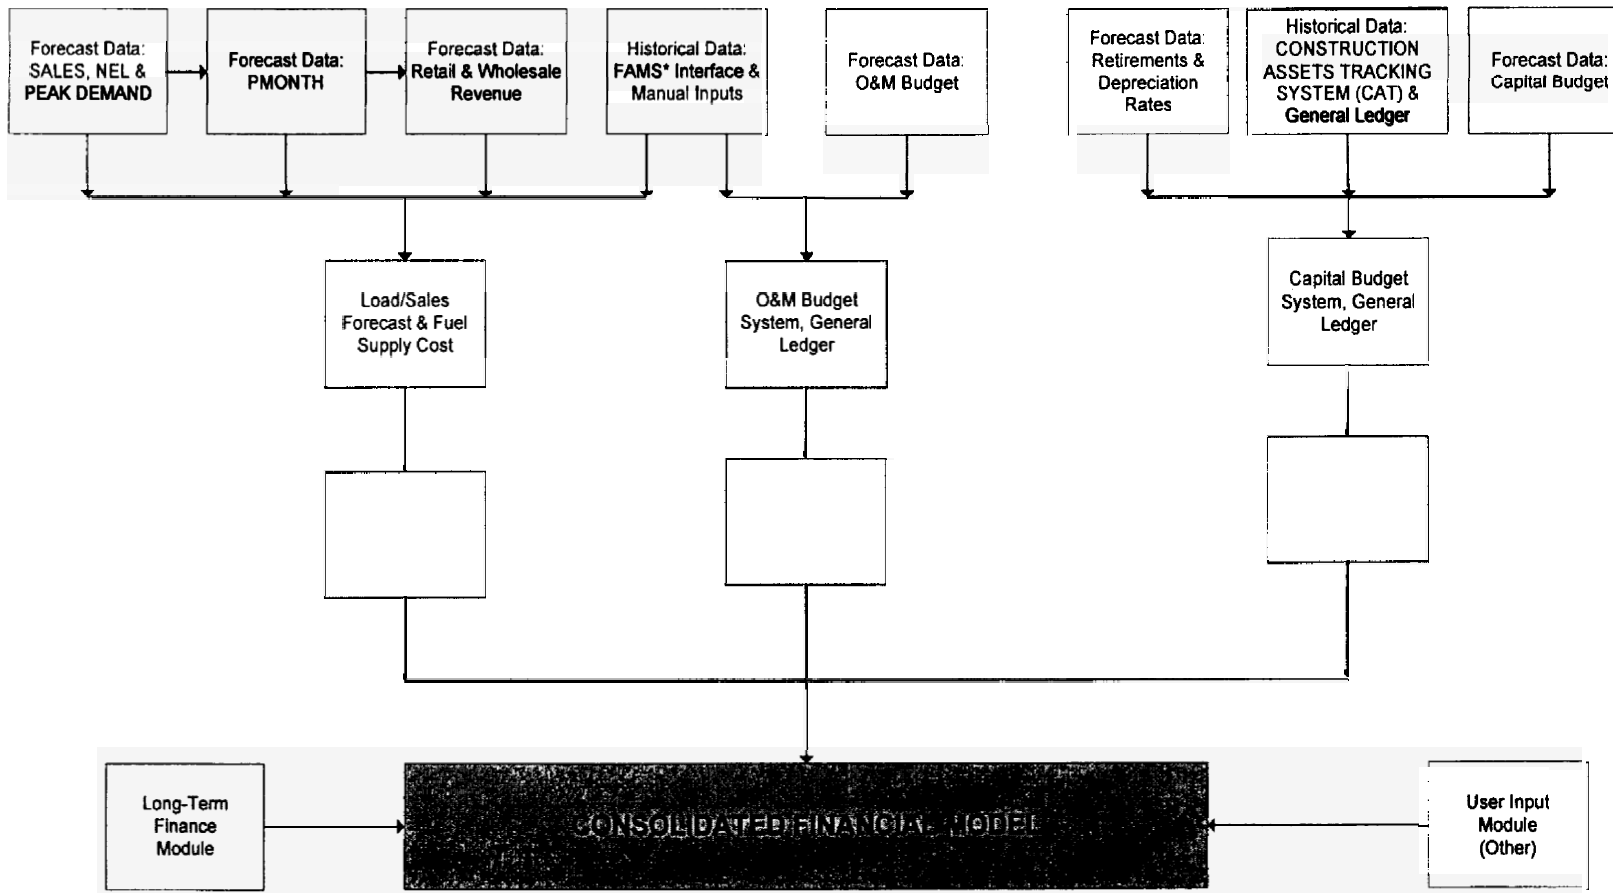 Forecast Data:
SALES, NEL &
PEAK DEMAND
Forecast Data:
PMONTH
Forecast Data:
Retail & Wholesale
Revenue
Historical Data:
FAMS* Interface &
Manual Inputs
Forecast Data:
O&M Budget
Forecast Data:
Retirements &
Depreciation
Rates
Historical Data:
CONSTRUCTION
ASSETS TRACKING
SYSTEM (CAT) &
General Ledger
Forecast Data:
Capital Budget
Load/Sales
Forecast & Fuel
Supply Cost
O&M Budget
System, General
Ledger
Capital Budget
System, General
Ledger
Long-Term
Finance
Module
CONSOLIDATED FINANCIAL MODEL
User Input
Module
(Other)